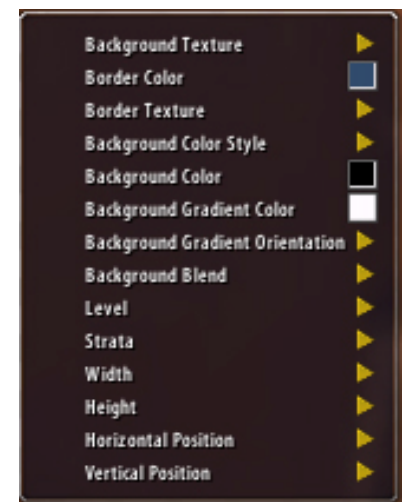 Background Texture
Border Color
Border Texture
Background Color Style
Background Color
Background Gradient Color
Background Gradient Orientation
Background Blend
Level
Strata
Width
Height
Horizontal Position
Vertical Position